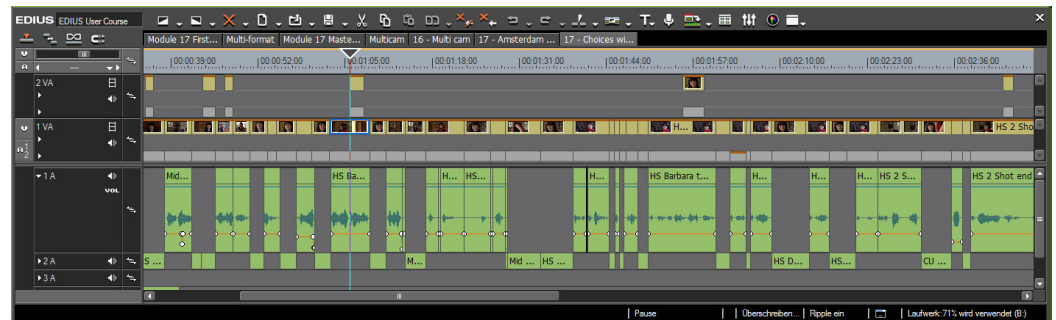 EDIUS EDIUS User Course
Module 17 First... Multi-format Module 17 Maste... Multicam 16 - Multi cam 17 - Amsterdam ... 17 - Choices wi...
00:00:39:00 00:00:52:00 00:01:05:00 00:01:18:00 00:01:31:00 00:01:44:00 00:01:57:00 00:02:10:00 00:02:23:00 00:02:36:00
2 VA
1 VA H... HS 2 Sho
1 A Mid... HS Ba... H... HS... H... HS Barbara t... H... H... HS 2 S... HS 2 Shot end
VOL
2 A S ... M... Mid ... HS ... HS D... HS... CU ...
3 A
Pause Überschreiben... Ripple ein Laufwerk:71% wird verwendet (B:)